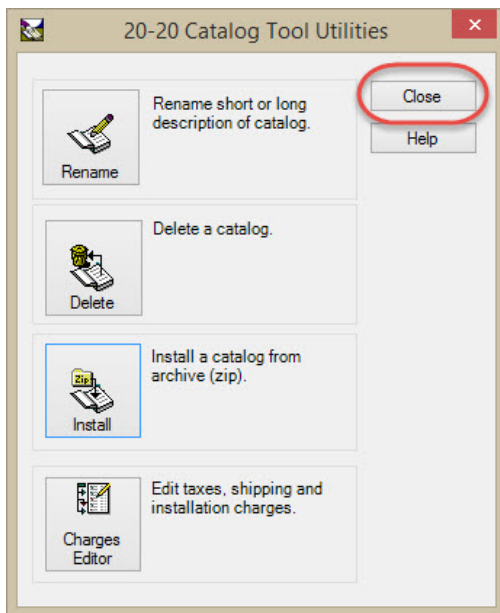 20-20 Catalog Tool Utilities
Rename short or long
description of catalog.
Rename
Close
Help
Delete a catalog.
Delete
Install a catalog from
archive (zip).
Zip
Install
Edit taxes, shipping and
installation charges.
Charges
Editor